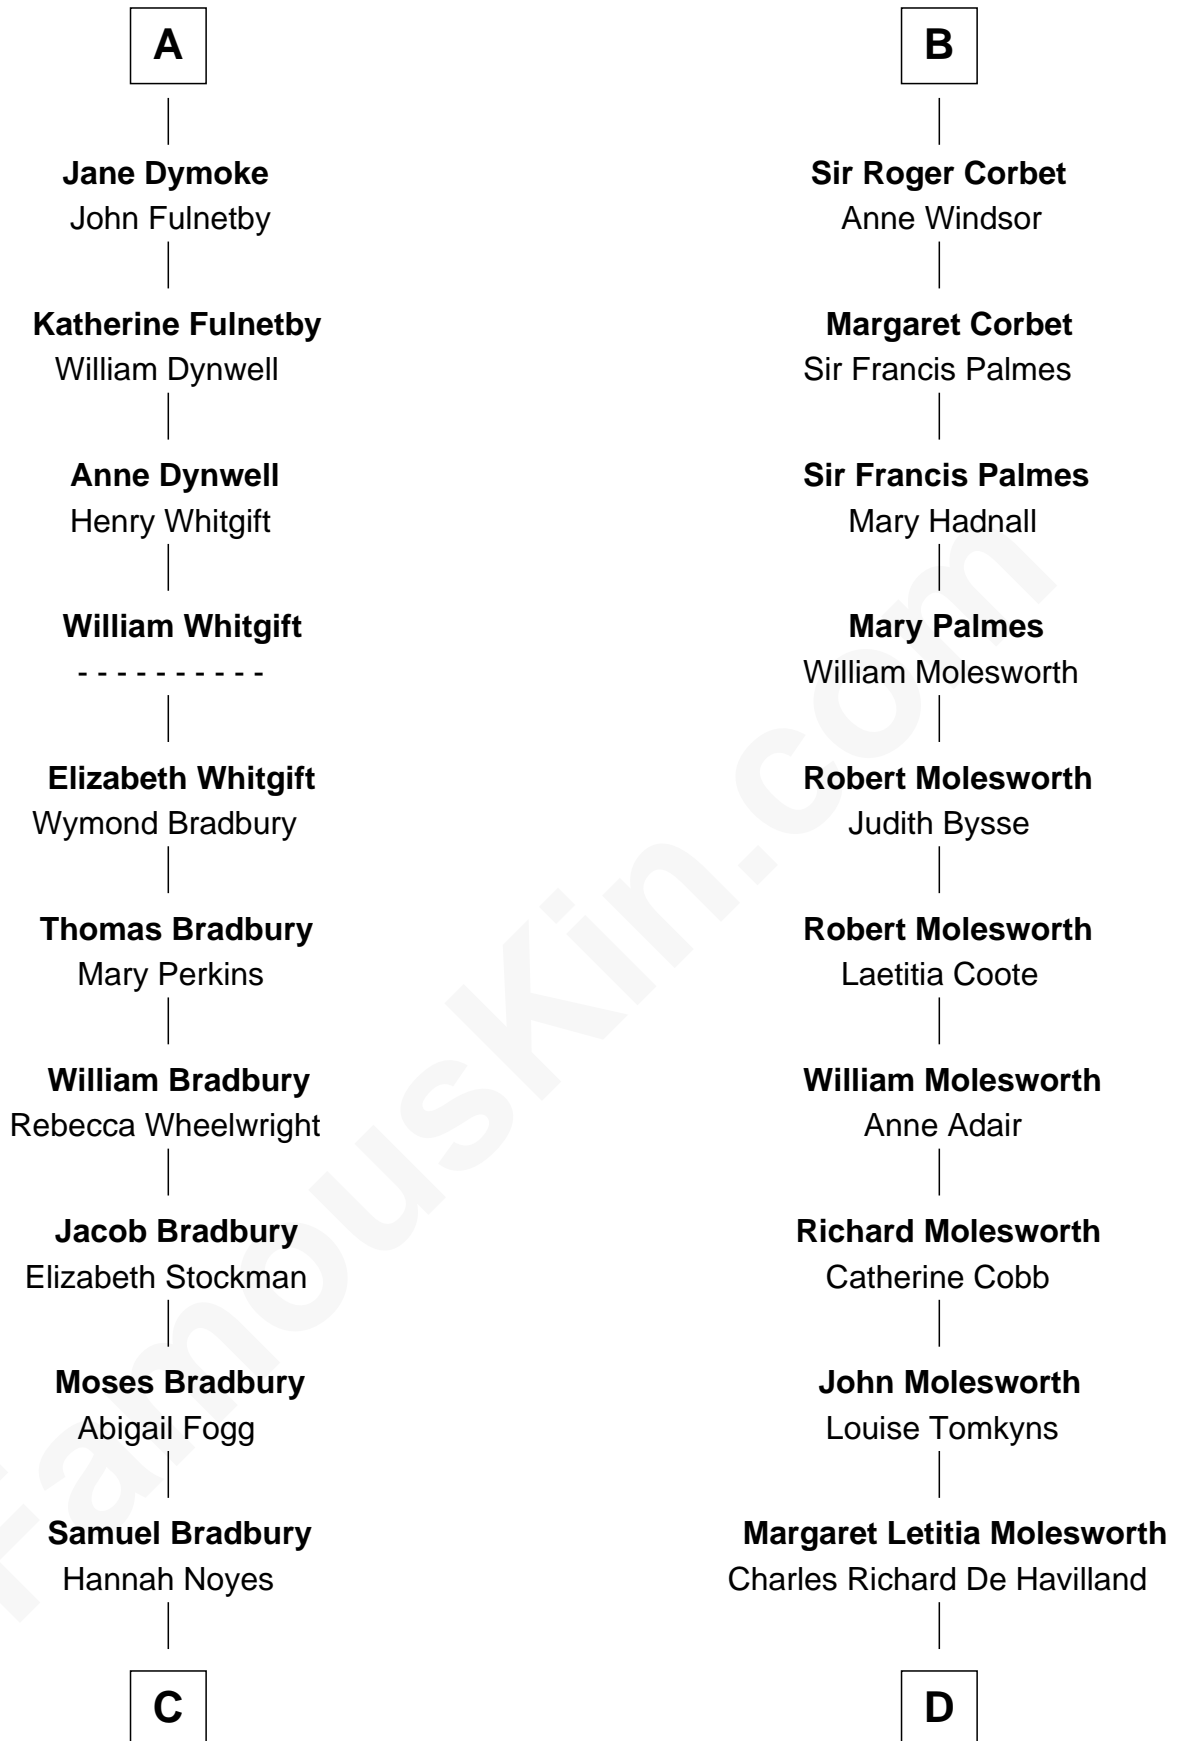 A
Jane Dymoke
John Fulnetby
Katherine Fulnetby
William Dynwell
Anne Dynwell
Henry Whitgift
William Whitgift
- - - - - - - - - -
Elizabeth Whitgift
Wymond Bradbury
Thomas Bradbury
Mary Perkins
William Bradbury
Rebecca Wheelwright
Jacob Bradbury
Elizabeth Stockman
Moses Bradbury
Abigail Fogg
Samuel Bradbury
Hannah Noyes
C
B
Sir Roger Corbet
Anne Windsor
Margaret Corbet
Sir Francis Palmes
Sir Francis Palmes
Mary Hadnall
Mary Palmes
William Molesworth
Robert Molesworth
Judith Bysse
Robert Molesworth
Laetitia Coote
William Molesworth
Anne Adair
Richard Molesworth
Catherine Cobb
John Molesworth
Louise Tomkyns
Margaret Letitia Molesworth
Charles Richard De Havilland
D
FamousKin.com